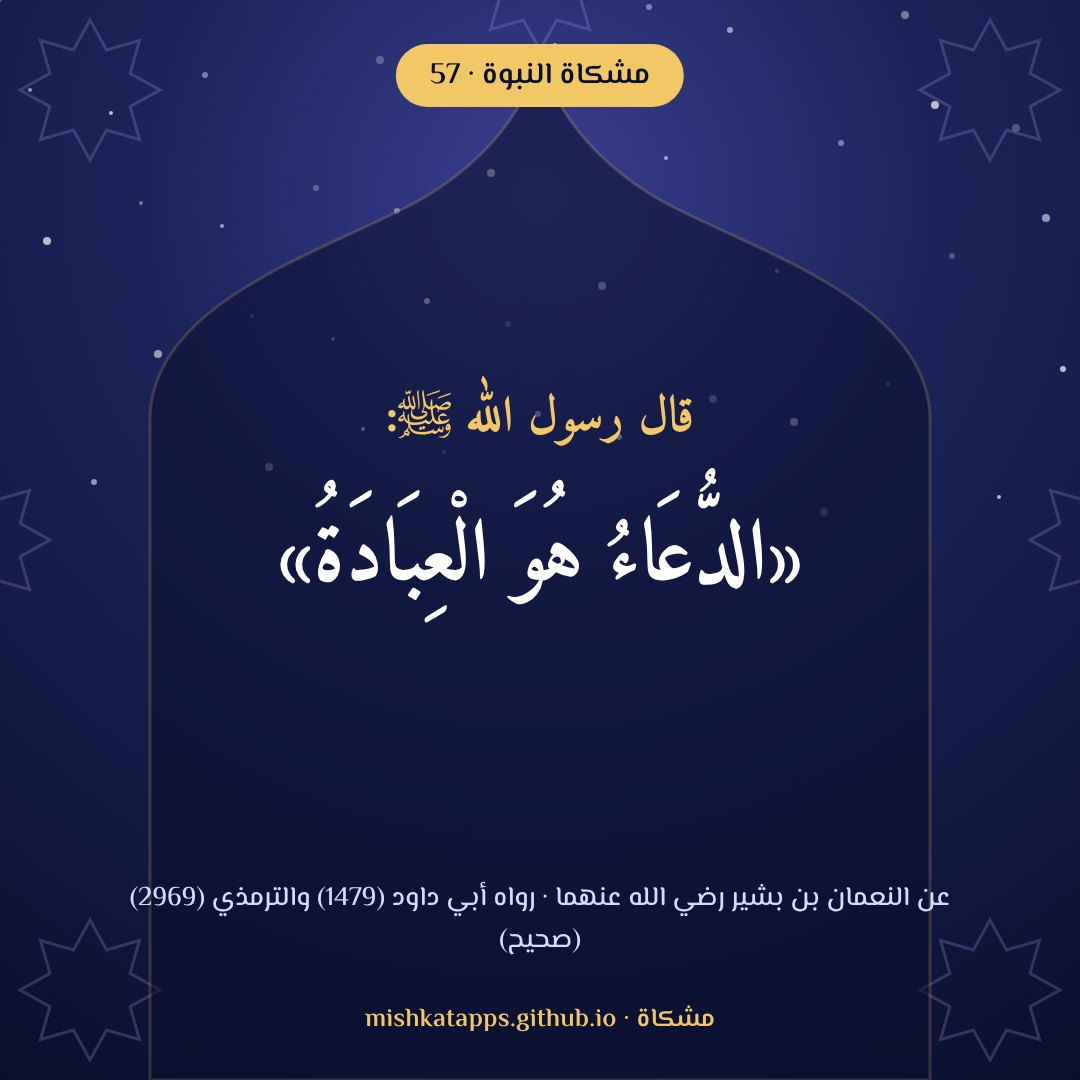 مشكاة النبوة · 57
قال رسول الله ﷺ:
«الدُّعَاءُ هُوَ الْعِبَادَةُ»
عن النعمان بن بشير رضي الله عنهما · رواه أبي داود (1479) والترمذي (2969)
(صحيح)
مشكاة · mishkatapps.github.io